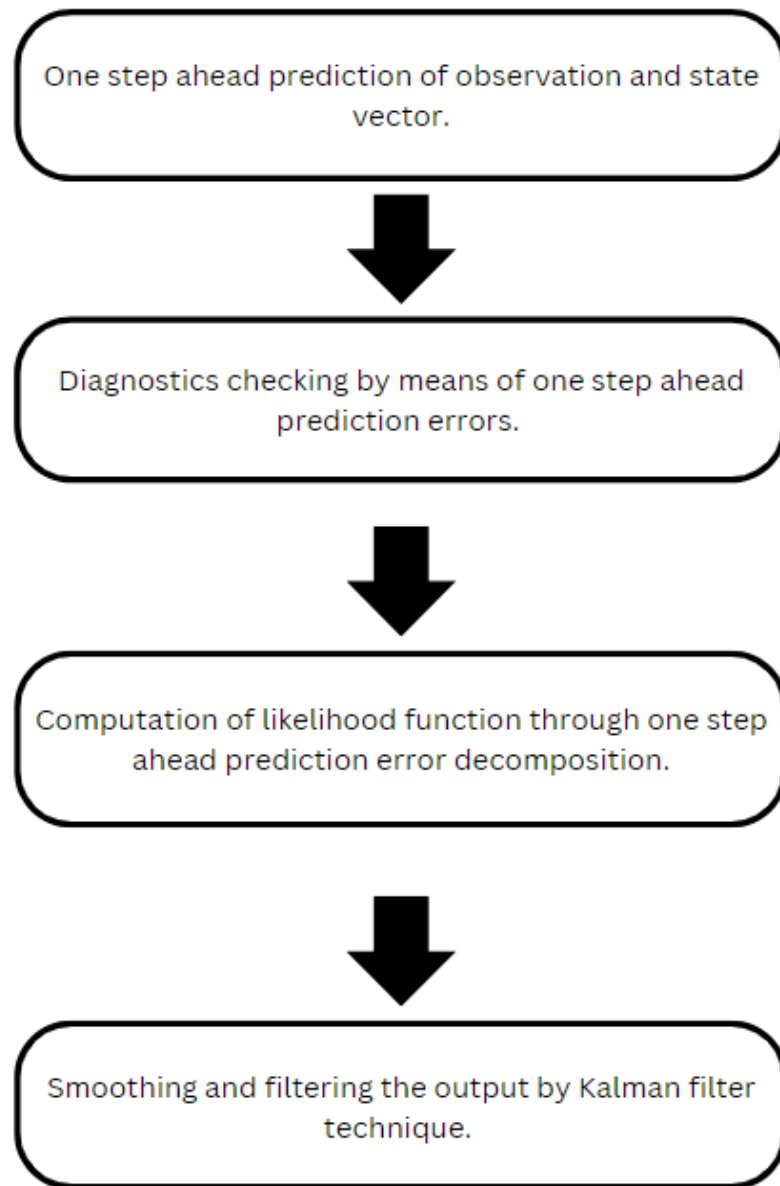 One step ahead prediction of observation and state
vector.
Diagnostics checking by means of one step ahead
prediction errors.
Computation of likelihood function through one step
ahead prediction error decomposition.
Smoothing and filtering the output by Kalman filter
technique.